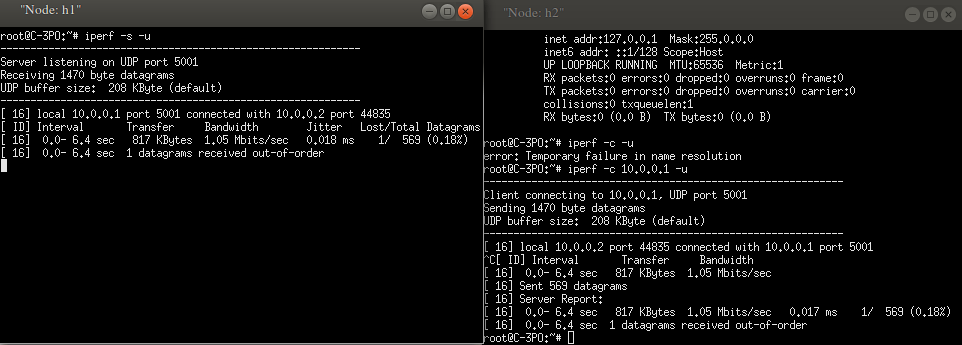 "Node: h1"
root@C-3PO:~# iperf -s -u
------------------------------------------------------------
Server listening on UDP port 5001
Receiving 1470 byte datagrams
UDP buffer size:  208 KByte (default)
------------------------------------------------------------
[ 16] local 10.0.0.1 port 5001 connected with 10.0.0.2 port 44835
[ ID] Interval       Transfer     Bandwidth        Jitter   Lost/Total Datagrams
[ 16]  0.0- 6.4 sec   817 KBytes  1.05 Mbits/sec   0.018 ms    1/  569 (0.18%)
[ 16]  0.0- 6.4 sec  1 datagrams received out-of-order
"Node: h2"
inet addr:127.0.0.1  Mask:255.0.0.0
inet6 addr: ::1/128 Scope:Host
UP LOOPBACK RUNNING  MTU:65536  Metric:1
RX packets:0 errors:0 dropped:0 overruns:0 frame:0
TX packets:0 errors:0 dropped:0 overruns:0 carrier:0
collisions:0 txqueuelen:1
RX bytes:0 (0.0 B)  TX bytes:0 (0.0 B)
root@C-3PO:~# iperf -c -u
error: Temporary failure in name resolution
root@C-3PO:~# iperf -c 10.0.0.1 -u
------------------------------------------------------------
Client connecting to 10.0.0.1, UDP port 5001
Sending 1470 byte datagrams
UDP buffer size:  208 KByte (default)
------------------------------------------------------------
[ 16] local 10.0.0.2 port 44835 connected with 10.0.0.1 port 5001
^C[ ID] Interval       Transfer     Bandwidth
[ 16]  0.0- 6.4 sec   817 KBytes  1.05 Mbits/sec
[ 16] Sent 569 datagrams
[ 16] Server Report:
[ 16]  0.0- 6.4 sec   817 KBytes  1.05 Mbits/sec   0.017 ms    1/  569 (0.18%)
[ 16]  0.0- 6.4 sec  1 datagrams received out-of-order
root@C-3PO:~#